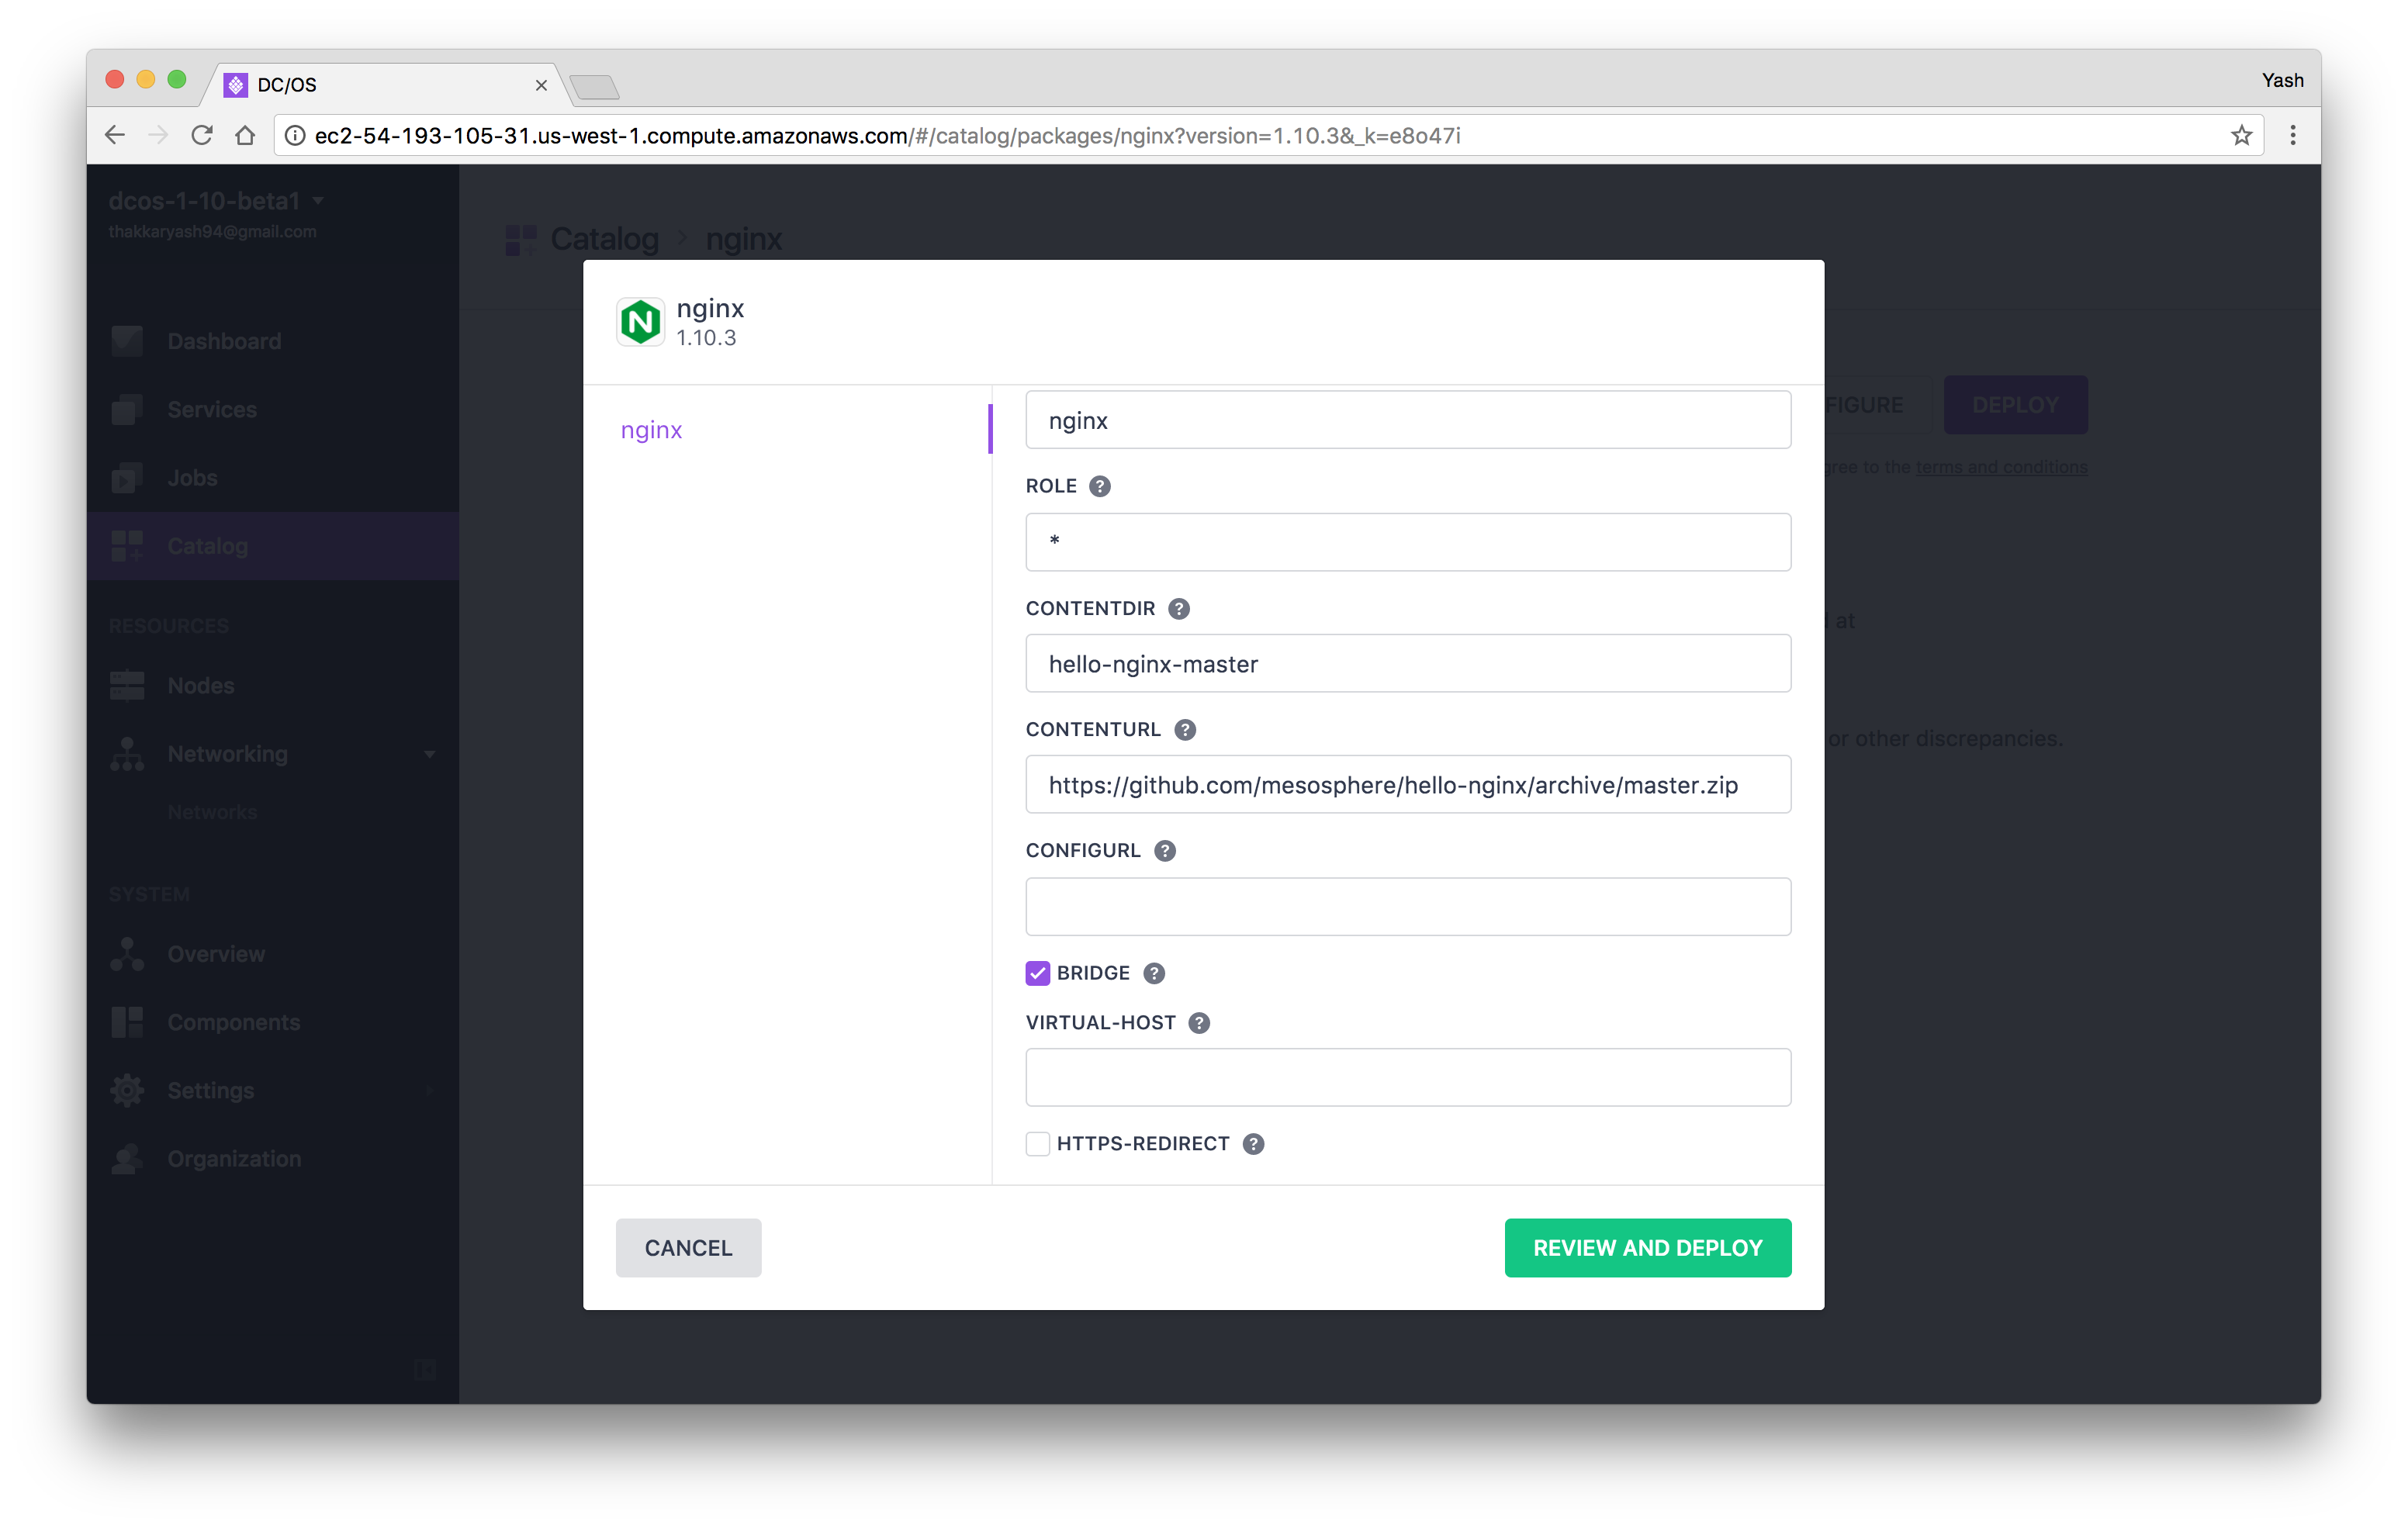 DC/OS
Yash
ec2-54-193-105-31.us-west-1.compute.amazonaws.com/#/catalog/packages/nginx?version=1.10.3&_k=e8o47i
dcos-1-10-beta1
thakkaryash94@gmail.com
Dashboard
Services
Jobs
Catalog
RESOURCES
Nodes
Networking
Networks
SYSTEM
Overview
Components
Settings
Organization
Catalog > nginx
FIGURE
DEPLOY
gree to the terms and conditions
at
or other discrepancies.
N
nginx
1.10.3
nginx
nginx
ROLE ?
*
CONTENTDIR ?
hello-nginx-master
CONTENTURL ?
https://github.com/mesosphere/hello-nginx/archive/master.zip
CONFIGURL ?
BRIDGE ?
VIRTUAL-HOST ?
HTTPS-REDIRECT ?
CANCEL
REVIEW AND DEPLOY